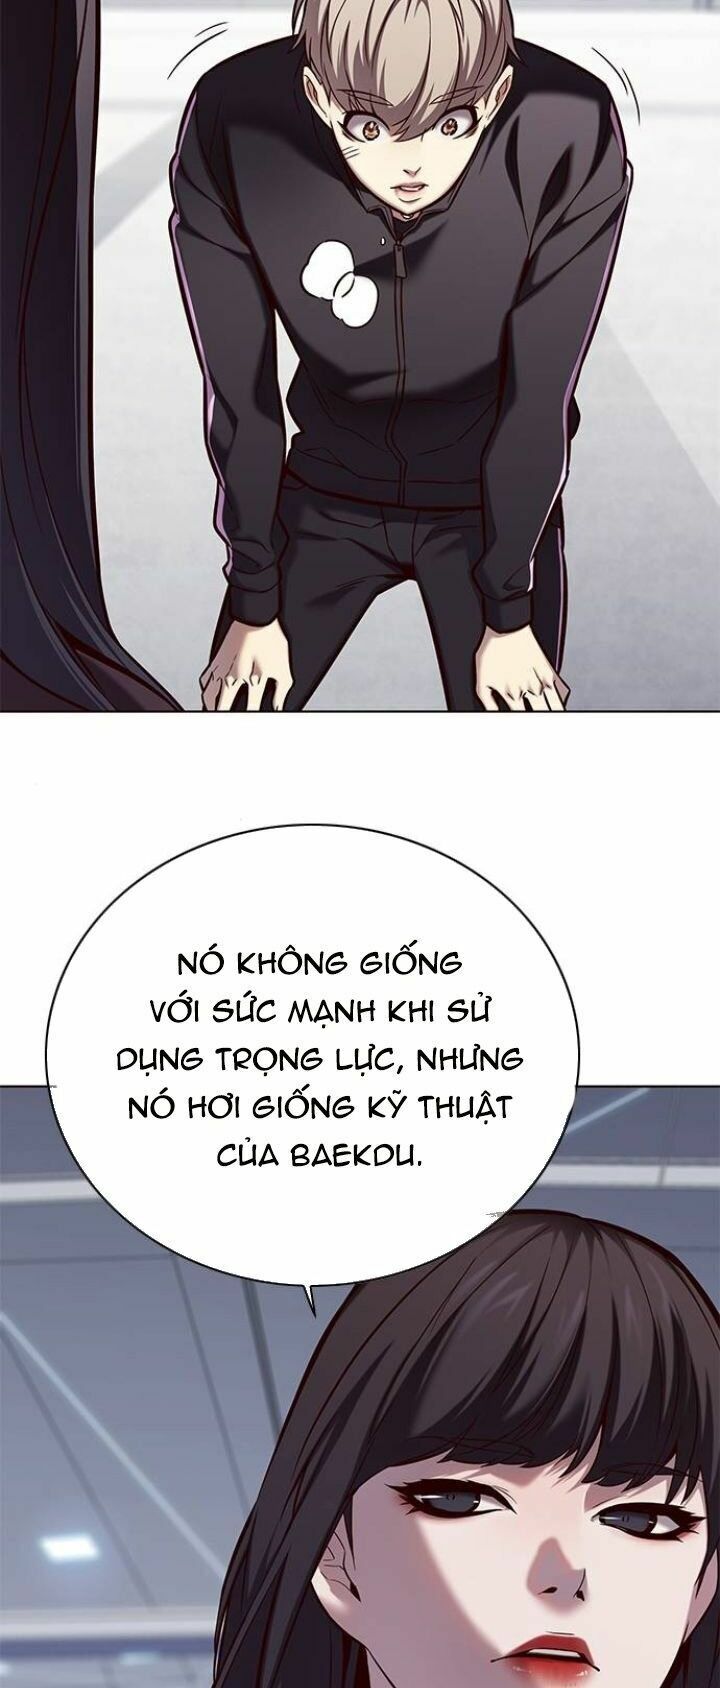 NÓ KHÔNG GIỐNG
VỚI SỨC MẠNH KHI SỬ
DỤNG TRỌNG LỰC, NHƯNG
NÓ HƠI GIỐNG KỸ THUẬT
CỦA BAEKDU.